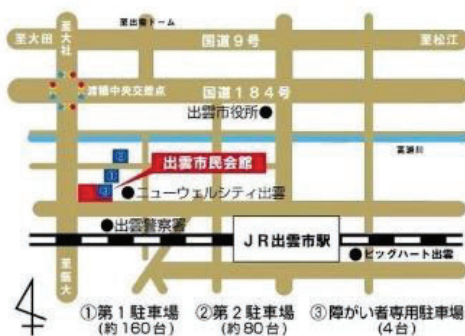 至出雲ドーム
至大田
至大社
国道9号
至松江
渡橋中央交差点
国道184号
出雲市役所
高瀬川
②
①
③
出雲市民会館
ニューウェルシティ出雲
出雲警察署
JR出雲市駅
ビッグハート出雲
至島大
①第1駐車場 ②第2駐車場 ③障がい者専用駐車場
(約160台) (約80台) (4台)